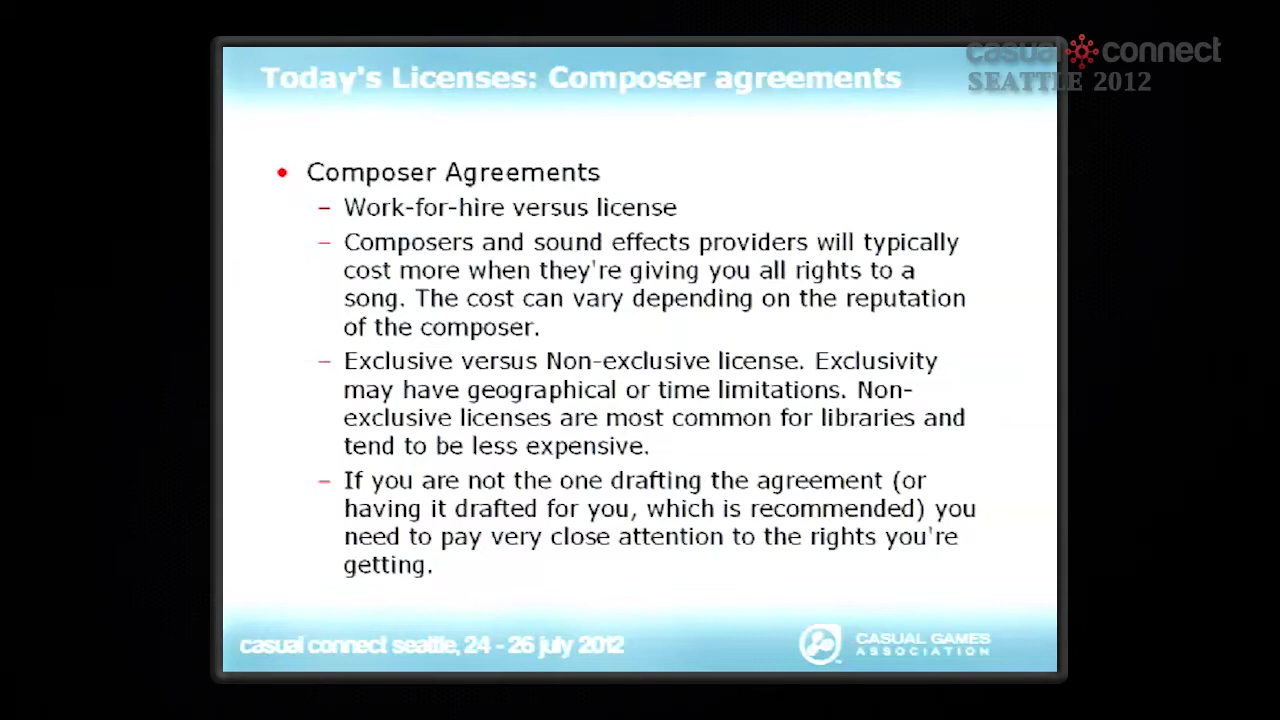 casual connect
SEATTLE 2012
Today's Licenses: Composer agreements
• Composer Agreements
– Work-for-hire versus license
– Composers and sound effects providers will typically
cost more when they're giving you all rights to a
song. The cost can vary depending on the reputation
of the composer.
– Exclusive versus Non-exclusive license. Exclusivity
may have geographical or time limitations. Non-
exclusive licenses are most common for libraries and
tend to be less expensive.
– If you are not the one drafting the agreement (or
having it drafted for you, which is recommended) you
need to pay very close attention to the rights you're
getting.
casual connect seattle, 24 - 26 july 2012
CASUAL GAMES
ASSOCIATION